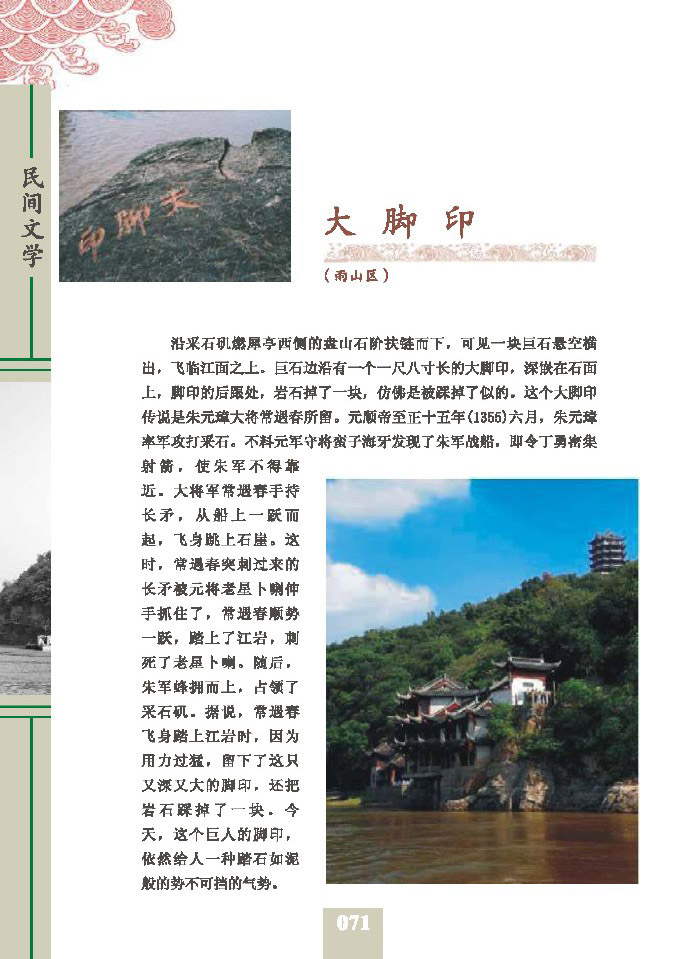 民间文学
大脚印
大脚印
(雨山区)
沿采石矶燃犀亭西侧的盘山石阶扶链而下，可见一块巨石悬空横
出，飞临江面之上。巨石边沿有一个一尺八寸长的大脚印，深嵌在石面
上，脚印的后跟处，岩石掉了一块，仿佛是被踩掉了似的。这个大脚印
传说是朱元璋大将常遇春所留。元顺帝至正十五年(1356)六月，朱元璋
率军攻打采石。不料元军守将蛮子海牙发现了朱军战船，即令丁勇密集
射箭，使朱军不得靠
近。大将军常遇春手持
长矛，从船上一跃而
起，飞身跳上石崖。这
时，常遇春突刺过来的
长矛被元将老星卜喇伸
手抓住了，常遇春顺势
一跃，踏上了江岩，刺
死了老星卜喇。随后，
朱军蜂拥而上，占领了
采石矶。据说，常遇春
飞身踏上江岩时，因为
用力过猛，留下了这只
又深又大的脚印，还把
岩石踩掉了一块。今
天，这个巨人的脚印，
依然给人一种踏石如泥
般的势不可挡的气势。
071